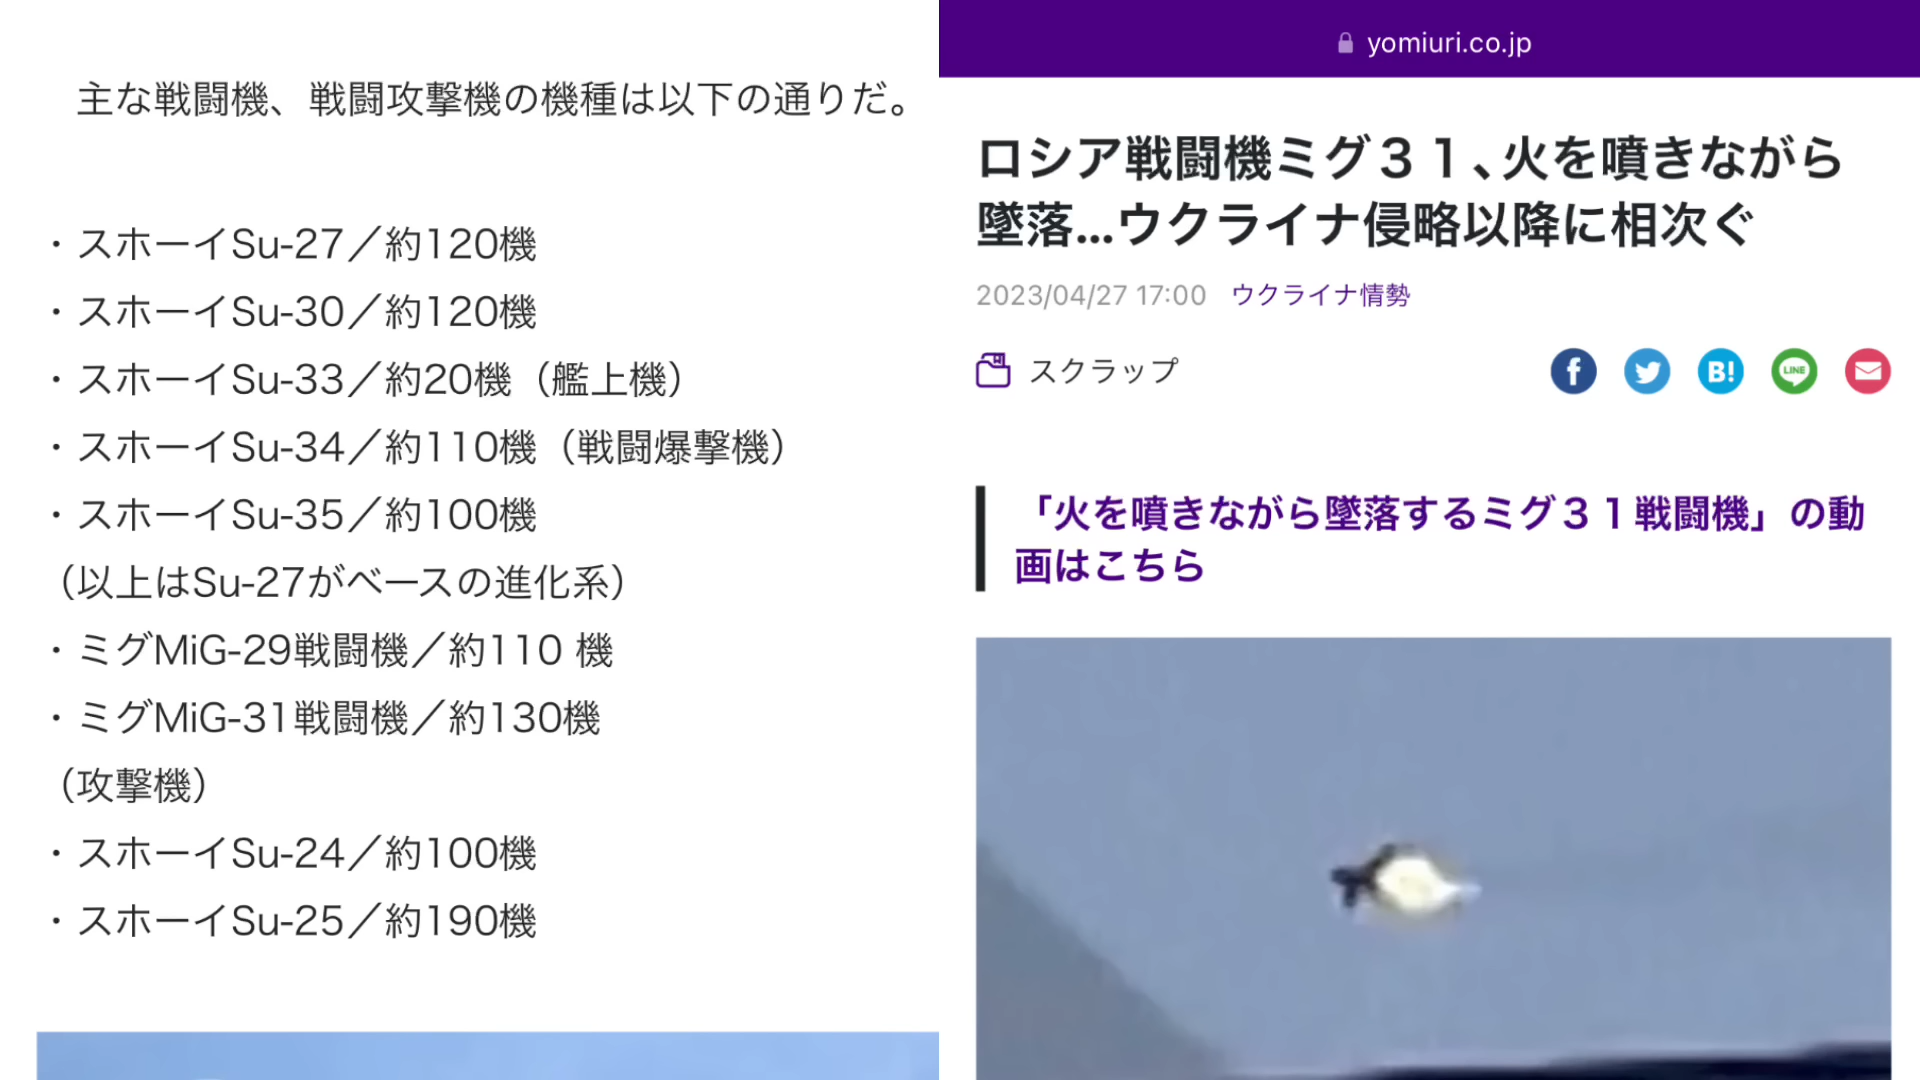 主な戦闘機、戦闘攻撃機の機種は以下の通りだ。
・スホーイSu-27／約120機
・スホーイSu-30／約120機
・スホーイSu-33／約20機（艦上機）
・スホーイSu-34／約110機（戦闘爆撃機）
・スホーイSu-35／約100機
（以上はSu-27がベースの進化系）
・ミグMiG-29戦闘機／約110 機
・ミグMiG-31戦闘機／約130機
（攻撃機）
・スホーイSu-24／約100機
・スホーイSu-25／約190機
yomiuri.co.jp
ロシア戦闘機ミグ３１、火を噴きながら
墜落…ウクライナ侵略以降に相次ぐ
2023/04/27 17:00 ウクライナ情勢
スクラップ
f B! LINE
「火を噴きながら墜落するミグ３１戦闘機」の動
画はこちら